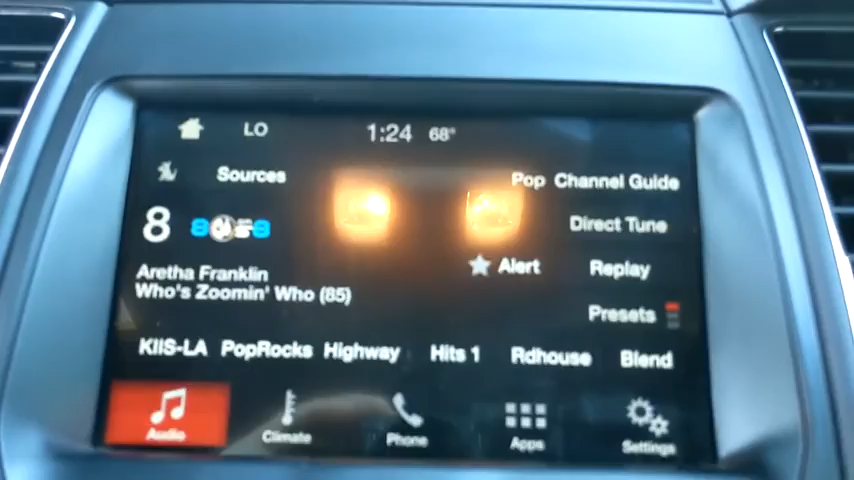 LO 1:24 68°
Sources Pop Channel Guide
8 Direct Tune
Aretha Franklin Alert Replay
Who's Zoomin' Who (85)
Presets
KIIS-LA PopRocks Highway Hits 1 Rdhouse Blend
Audio Climate Phone Apps Settings